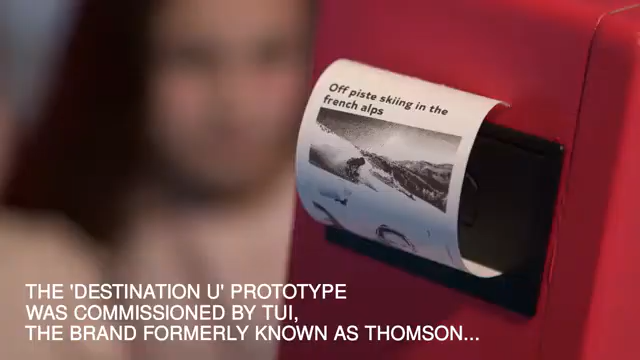 Off piste skiing in the
french alps
THE 'DESTINATION U' PROTOTYPE
WAS COMMISSIONED BY TUI,
THE BRAND FORMERLY KNOWN AS THOMSON...